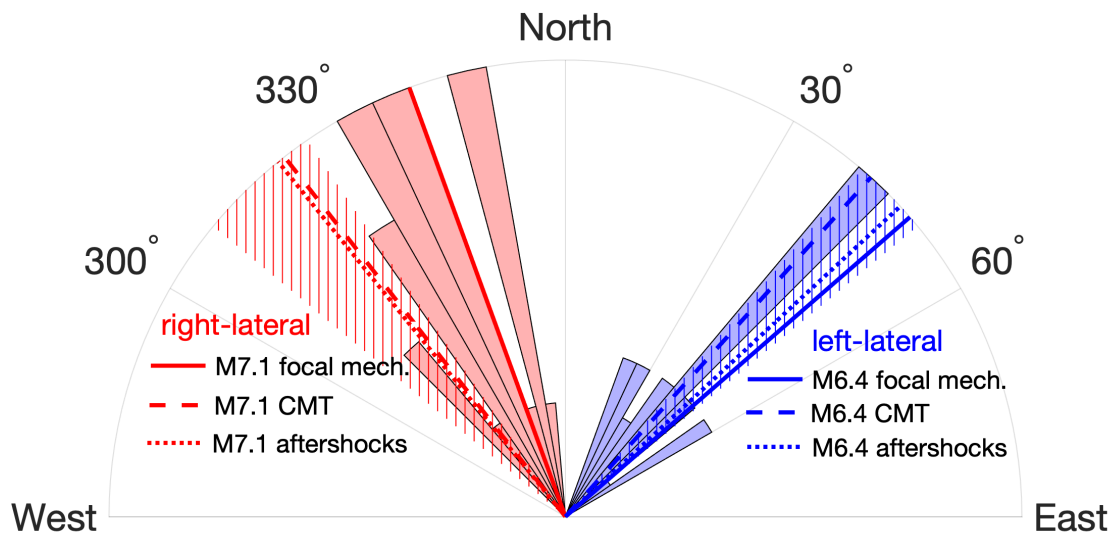 North
330°
30°
300°
60°
right-lateral
M7.1 focal mech.
M7.1 CMT
M7.1 aftershocks
left-lateral
M6.4 focal mech.
M6.4 CMT
M6.4 aftershocks
West
East